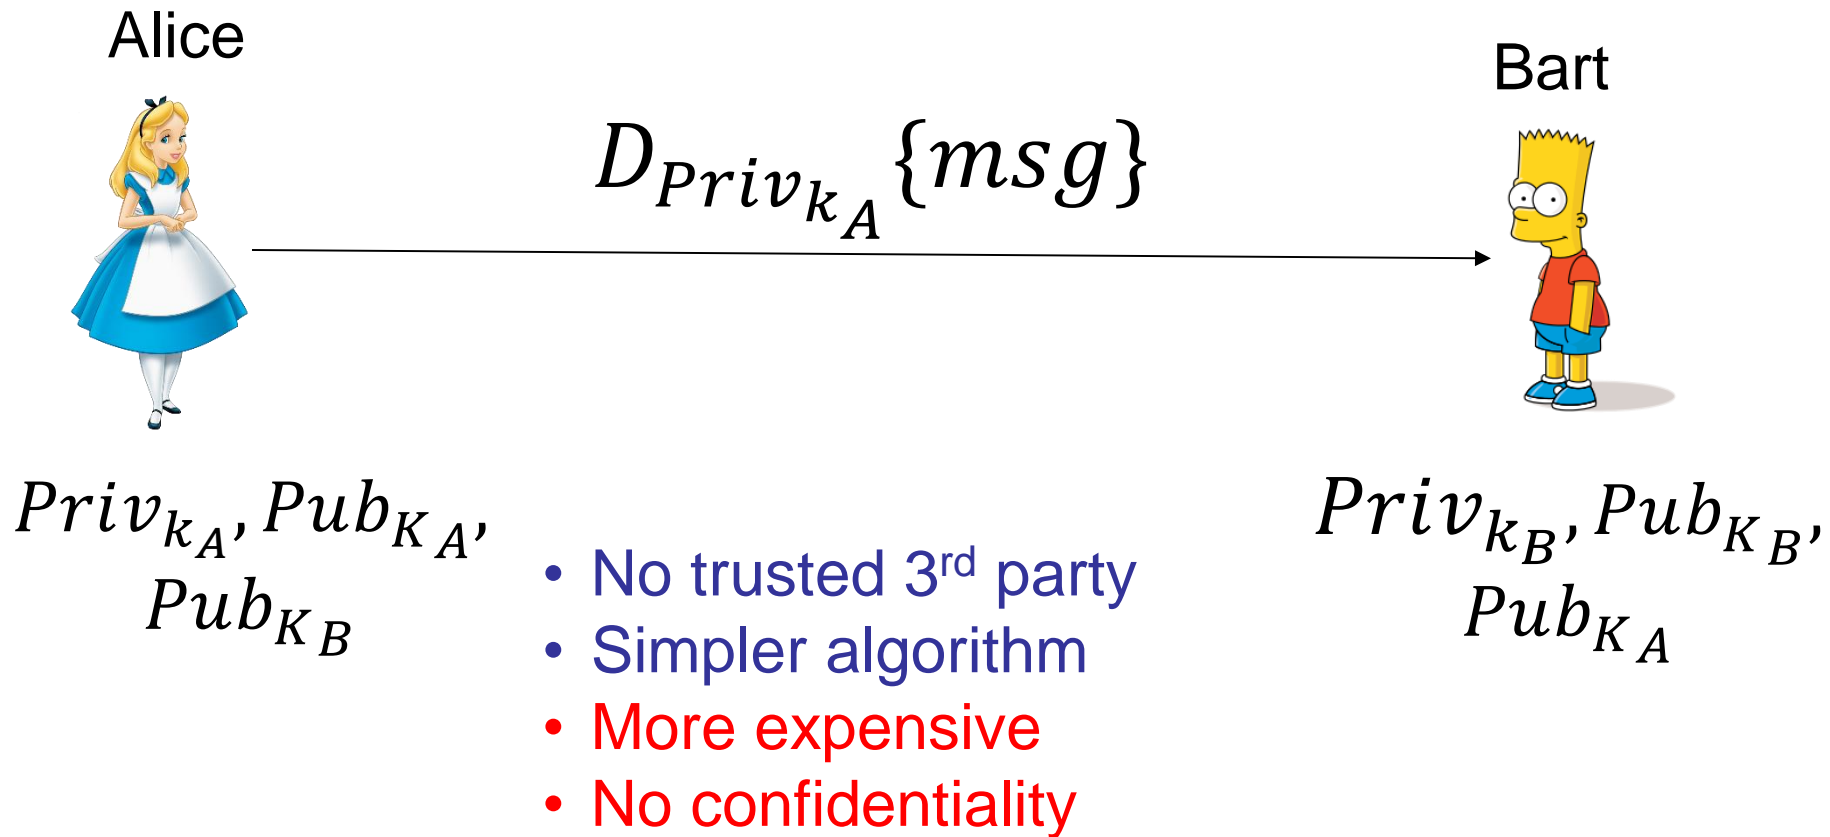 Alice
Bart
$D_{Priv_{k_A}}\{msg\}$
$Priv_{k_A}, Pub_{K_A},$
$Pub_{K_B}$
$Priv_{k_B}, Pub_{K_B},$
$Pub_{K_A}$
• No trusted 3rd party
• Simpler algorithm
• More expensive
• No confidentiality